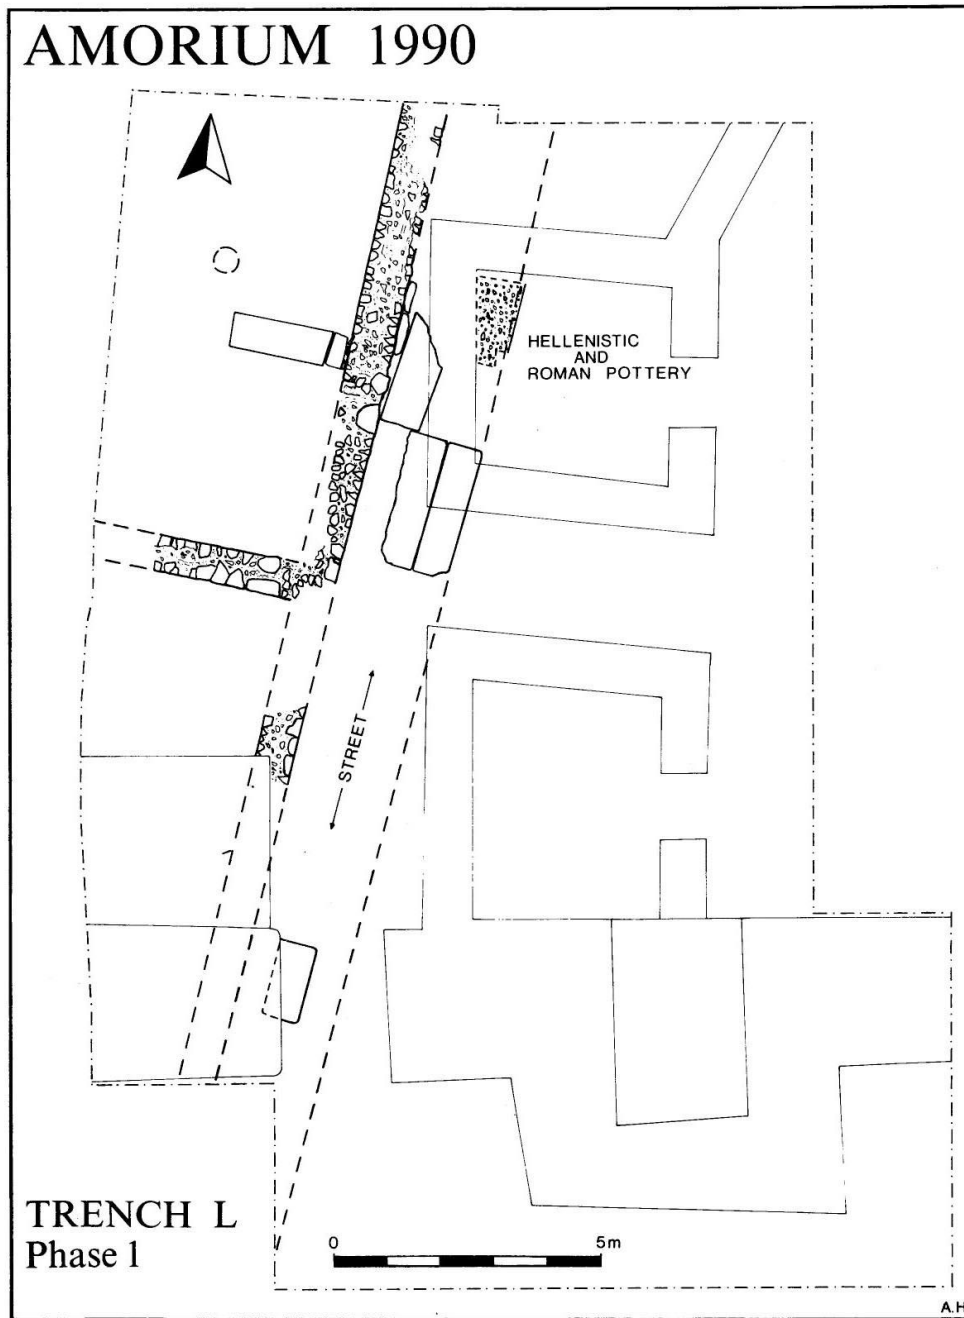 AMORIUM 1990
HELLENISTIC
AND
ROMAN POTTERY
STREET
TRENCH L
Phase 1
0 5m
A.H